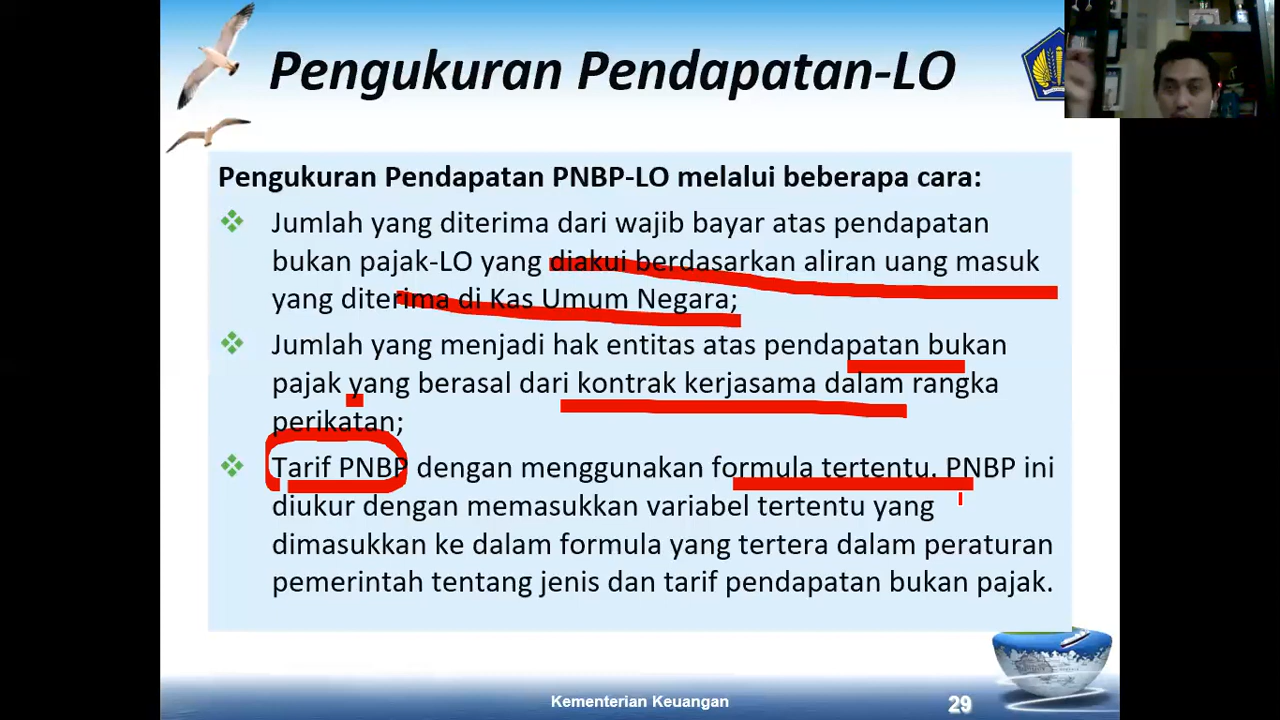 Pengukuran Pendapatan-LO
Pengukuran Pendapatan PNBP-LO melalui beberapa cara:
Jumlah yang diterima dari wajib bayar atas pendapatan
bukan pajak-LO yang diakui berdasarkan aliran uang masuk
yang diterima di Kas Umum Negara;
Jumlah yang menjadi hak entitas atas pendapatan bukan
pajak yang berasal dari kontrak kerjasama dalam rangka
perikatan;
Tarif PNBP dengan menggunakan formula tertentu. PNBP ini
diukur dengan memasukkan variabel tertentu yang
dimasukkan ke dalam formula yang tertera dalam peraturan
pemerintah tentang jenis dan tarif pendapatan bukan pajak.
Kementerian Keuangan
29